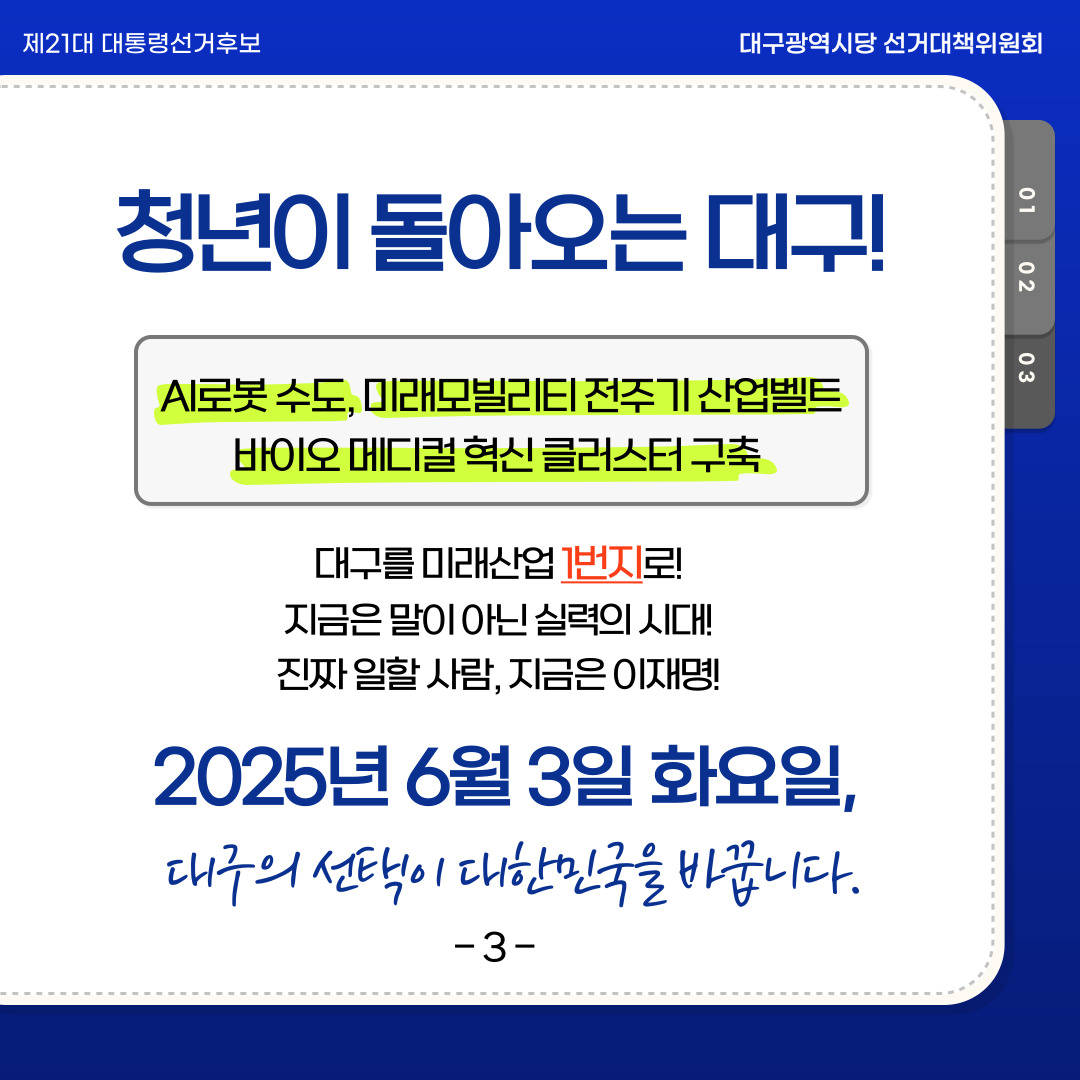 제21대 대통령선거후보
대구광역시당 선거대책위원회
청년이 돌아오는 대구!
AI로봇 수도, 미래모빌리티 전주기 산업벨트
바이오 메디컬 혁신 클러스터 구축
대구를 미래산업 1번지로!
지금은 말이 아닌 실력의 시대!
진짜 일할 사람, 지금은 이재명!
2025년 6월 3일 화요일,
대구의 선택이 대한민국을 바꿉니다.
– 3 –
01
02
03